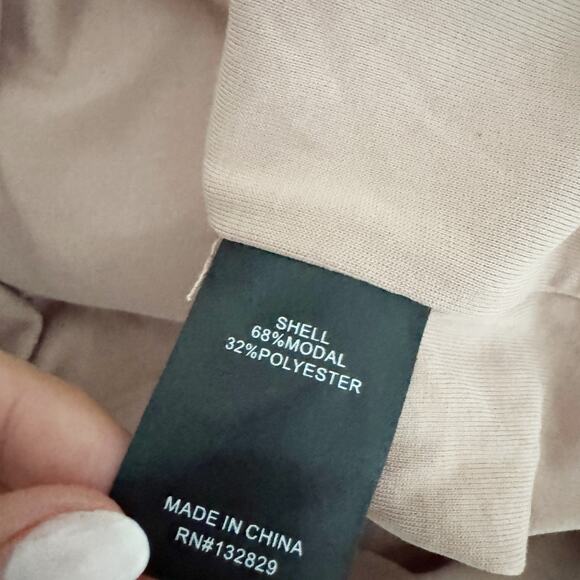 SHELL
68%MODAL
32%POLYESTER
MADE IN CHINA
RN#132829